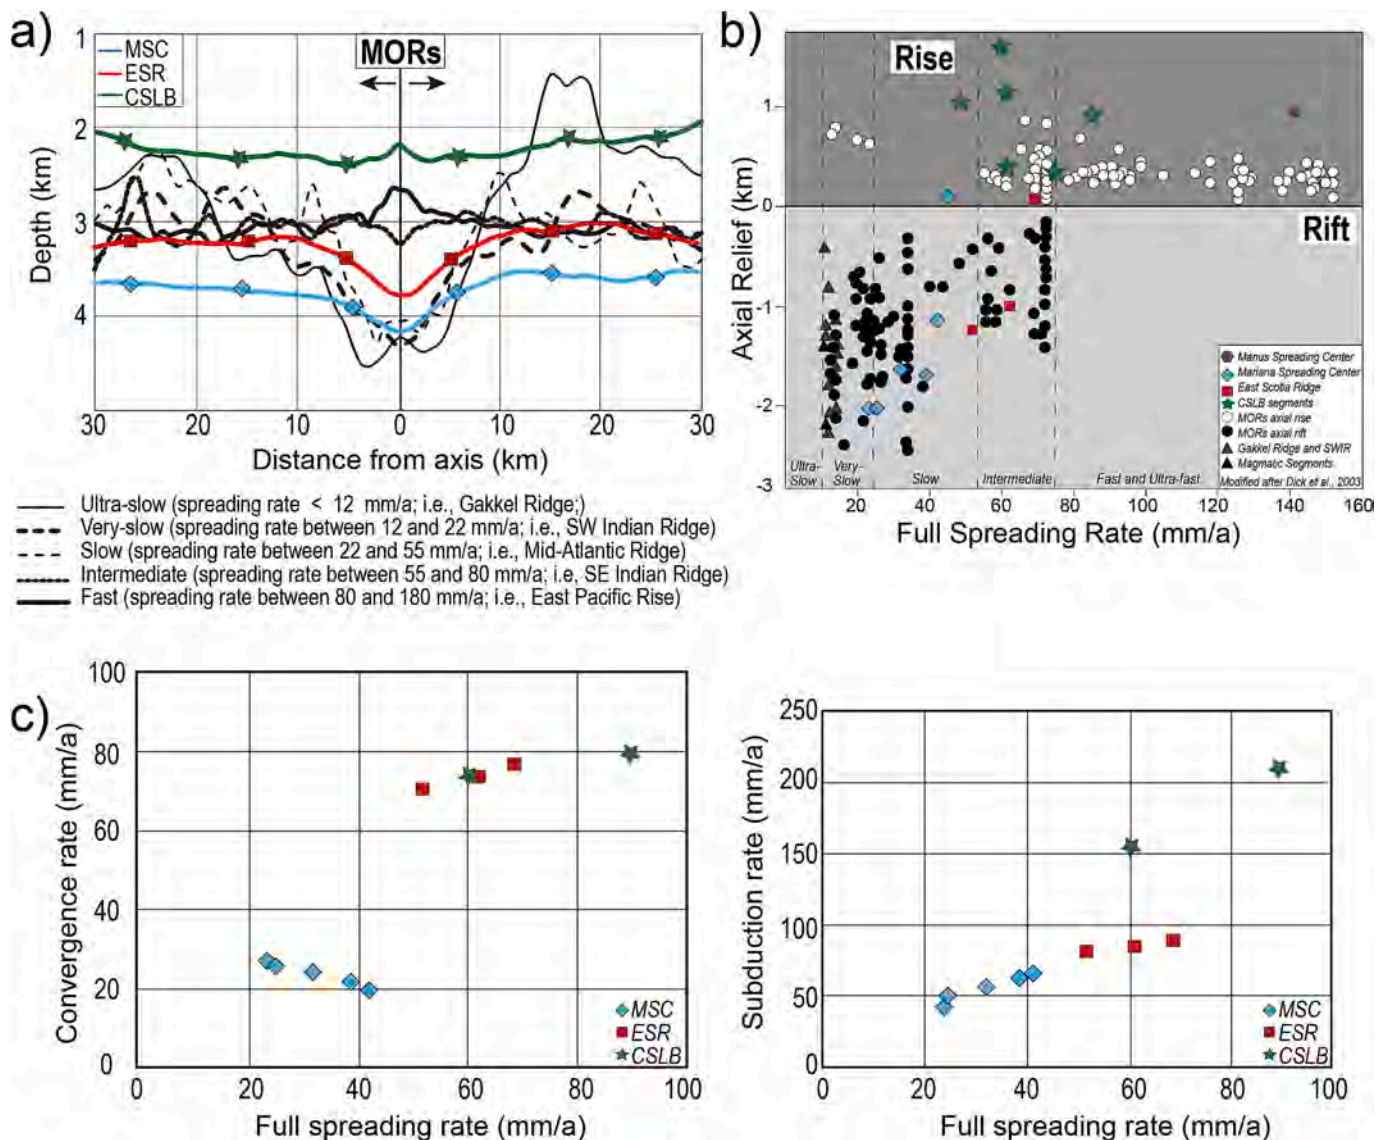 a)
1
2
3
4
Depth (km)
MSC
ESR
CSLB
MORs
30
20
10
0
10
20
30
Distance from axis (km)
Ultra-slow (spreading rate < 12 mm/a; i.e., Gakkel Ridge;)
Very-slow (spreading rate between 12 and 22 mm/a; i.e., SW Indian Ridge)
Slow (spreading rate between 22 and 55 mm/a; i.e., Mid-Atlantic Ridge)
Intermediate (spreading rate between 55 and 80 mm/a; i.e, SE Indian Ridge)
Fast (spreading rate between 80 and 180 mm/a; i.e., East Pacific Rise)
b)
Rise
Rift
1
0
-1
-2
-3
Axial Relief (km)
Manus Spreading Center
Mariana Spreading Center
East Scotia Ridge
CSLB segments
MORs axial rise
MORs axial rift
Gakkel Ridge and SWIR
Magmatic Segments
Modified after Dick et al., 2003
Ultra-
Slow
Very-
Slow
Slow
Intermediate
Fast and Ultra-fast
20 40 60 80 100 120 140 160
Full Spreading Rate (mm/a)
c)
100
80
60
40
20
0
Convergence rate (mm/a)
MSC
ESR
CSLB
0 20 40 60 80 100
Full spreading rate (mm/a)
250
200
150
100
50
0
Subduction rate (mm/a)
MSC
ESR
CSLB
0 20 40 60 80 100
Full spreading rate (mm/a)